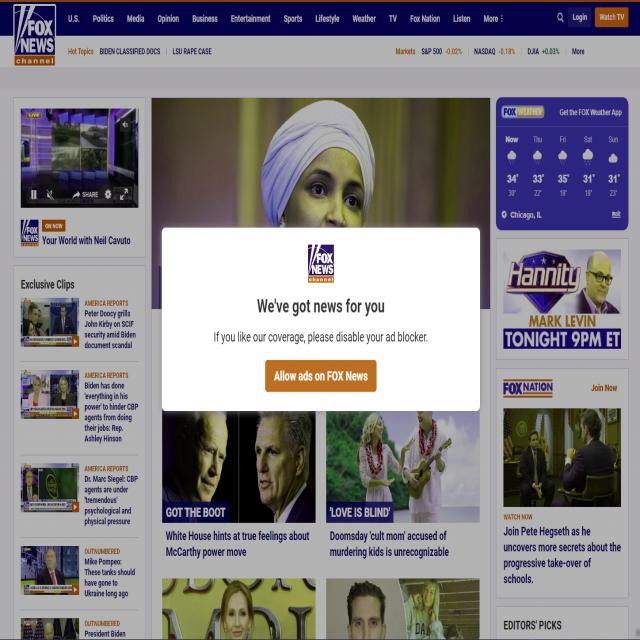 FOX
NEWS
channel
U.S. Politics Media Opinion Business Entertainment Sports Lifestyle Weather TV Fox Nation Listen More
Login
Watch TV
Hot Topics BIDEN CLASSIFIED DOCS LSU RAPE CASE
Markets S&P 500 -0.02% NASDAQ -0.18% DJIA +0.03% More
LIVE
SHARE
FOX
NEWS
channel
ON NOW
Your World with Neil Cavuto
Exclusive Clips
AMERICA REPORTS
Peter Doocy grills
John Kirby on SCIF
security amid Biden
document scandal
AMERICA REPORTS
Biden has done
'everything in his
power' to hinder CBP
agents from doing
their jobs: Rep.
Ashley Hinson
AMERICA REPORTS
Dr. Marc Siegel: CBP
agents are under
'tremendous'
psychological and
physical pressure
OUTNUMBERED
Mike Pompeo:
These tanks should
have gone to
Ukraine long ago
OUTNUMBERED
President Biden
FOX
NEWS
channel
We've got news for you
If you like our coverage, please disable your ad blocker.
Allow ads on FOX News
GOT THE BOOT
White House hints at true feelings about
McCarthy power move
'LOVE IS BLIND'
Doomsday 'cult mom' accused of
murdering kids is unrecognizable
FOX WEATHER
Get the FOX Weather App
Now Thu Fri Sat Sun
34° 33° 35° 31° 31°
30° 22° 18° 19° 23°
Chicago, IL
Hannity
MARK LEVIN
TONIGHT 9PM ET
FOX NATION
Join Now
WATCH NOW
Join Pete Hegseth as he
uncovers more secrets about the
progressive take-over of
schools.
EDITORS' PICKS